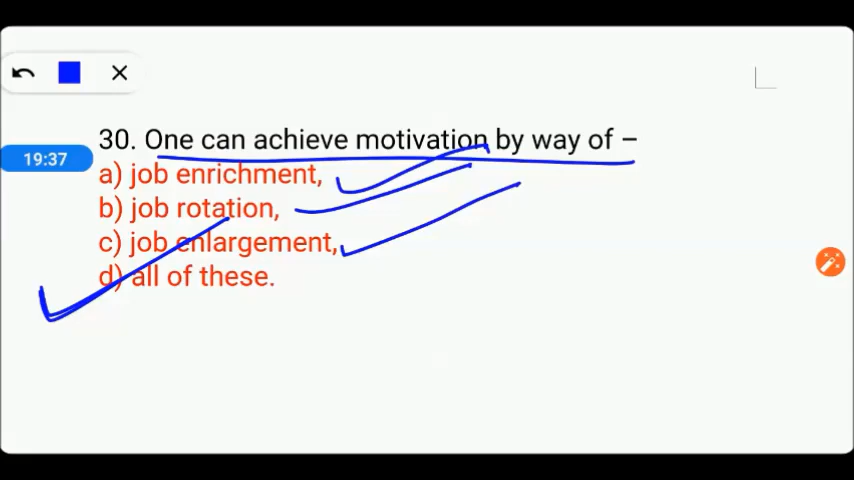 30. One can achieve motivation by way of –
19:37
a) job enrichment,
b) job rotation,
c) job enlargement,
d) all of these.